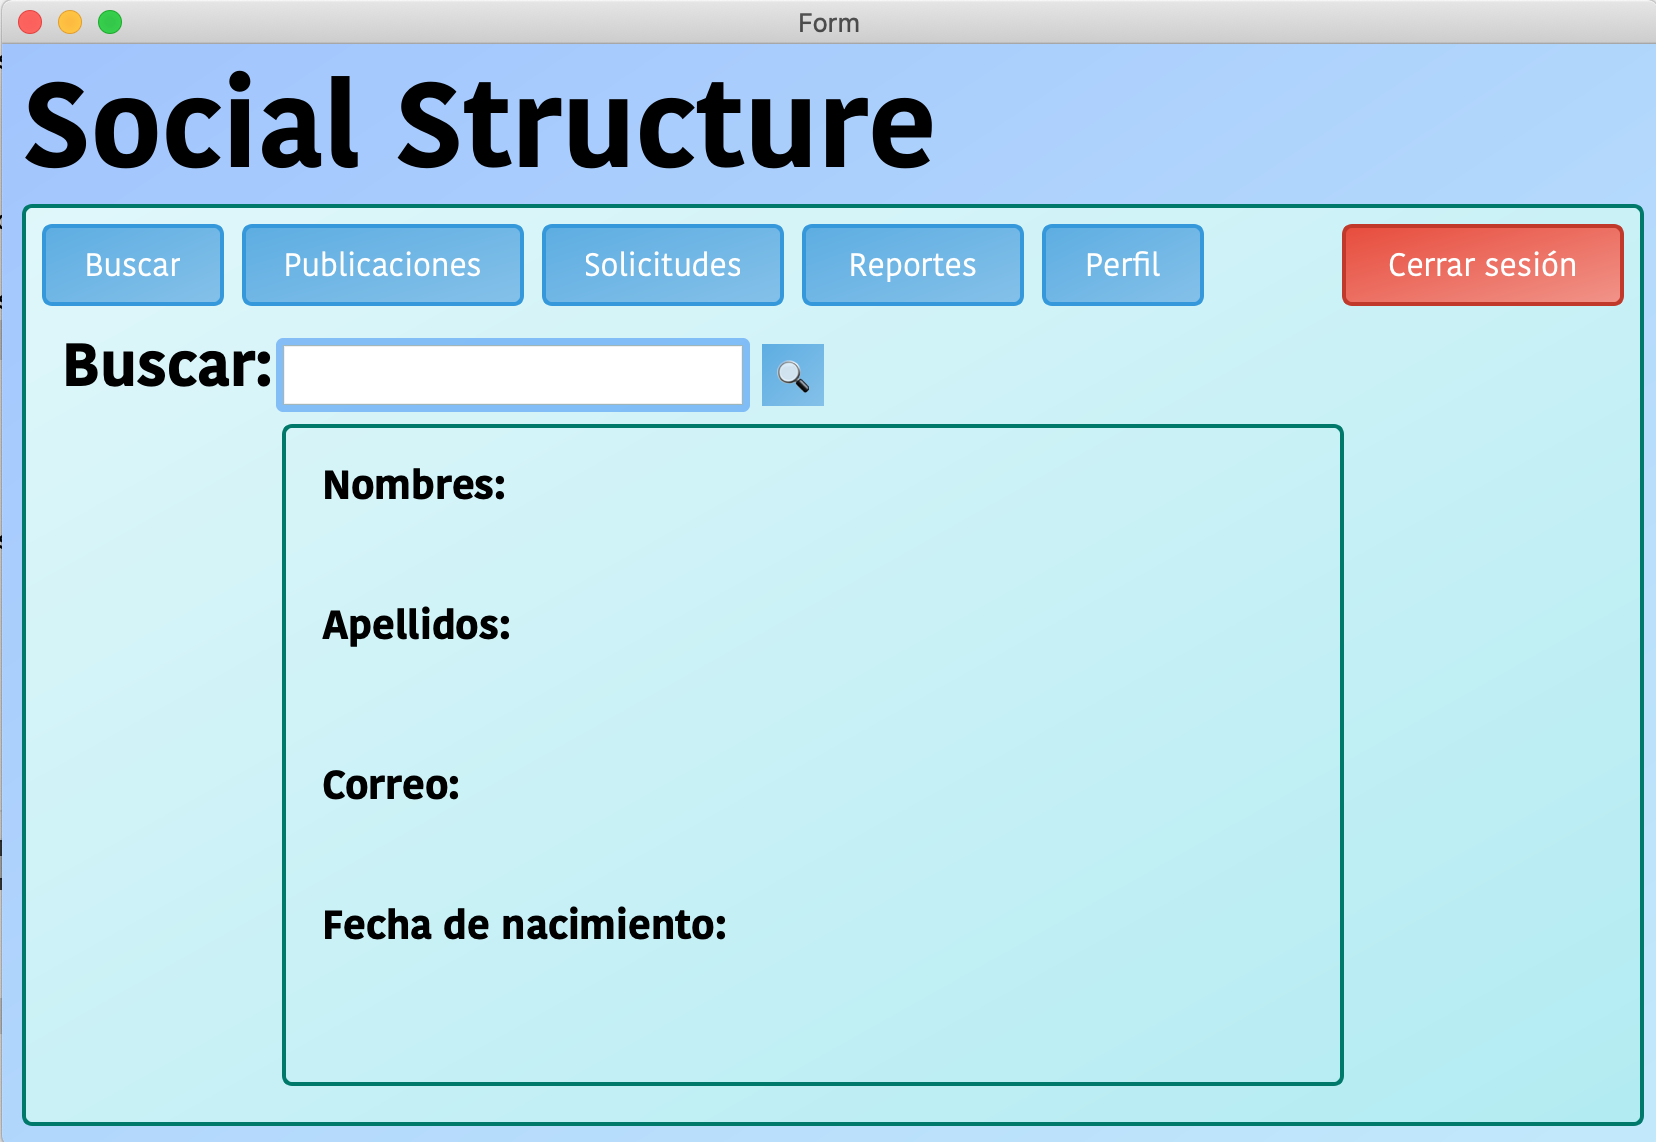 Form
Social Structure
Buscar Publicaciones Solicitudes Reportes Perfil Cerrar sesión
Buscar:
Nombres:
Apellidos:
Correo:
Fecha de nacimiento: